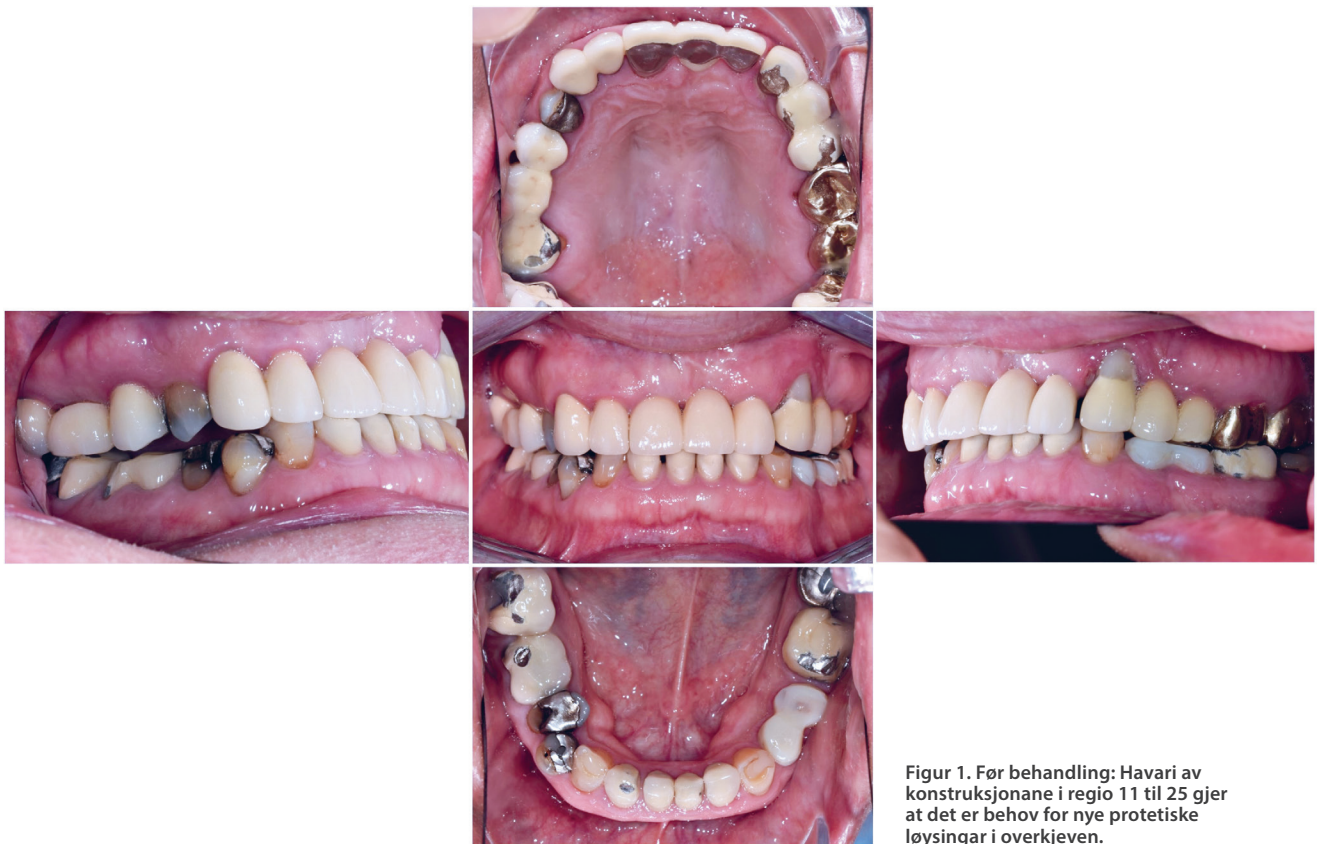 Figur 1. Før behandling: Havari av
konstruksjonane i regio 11 til 25 gjer
at det er behov for nye protetiske
løysingar i overkjeven.